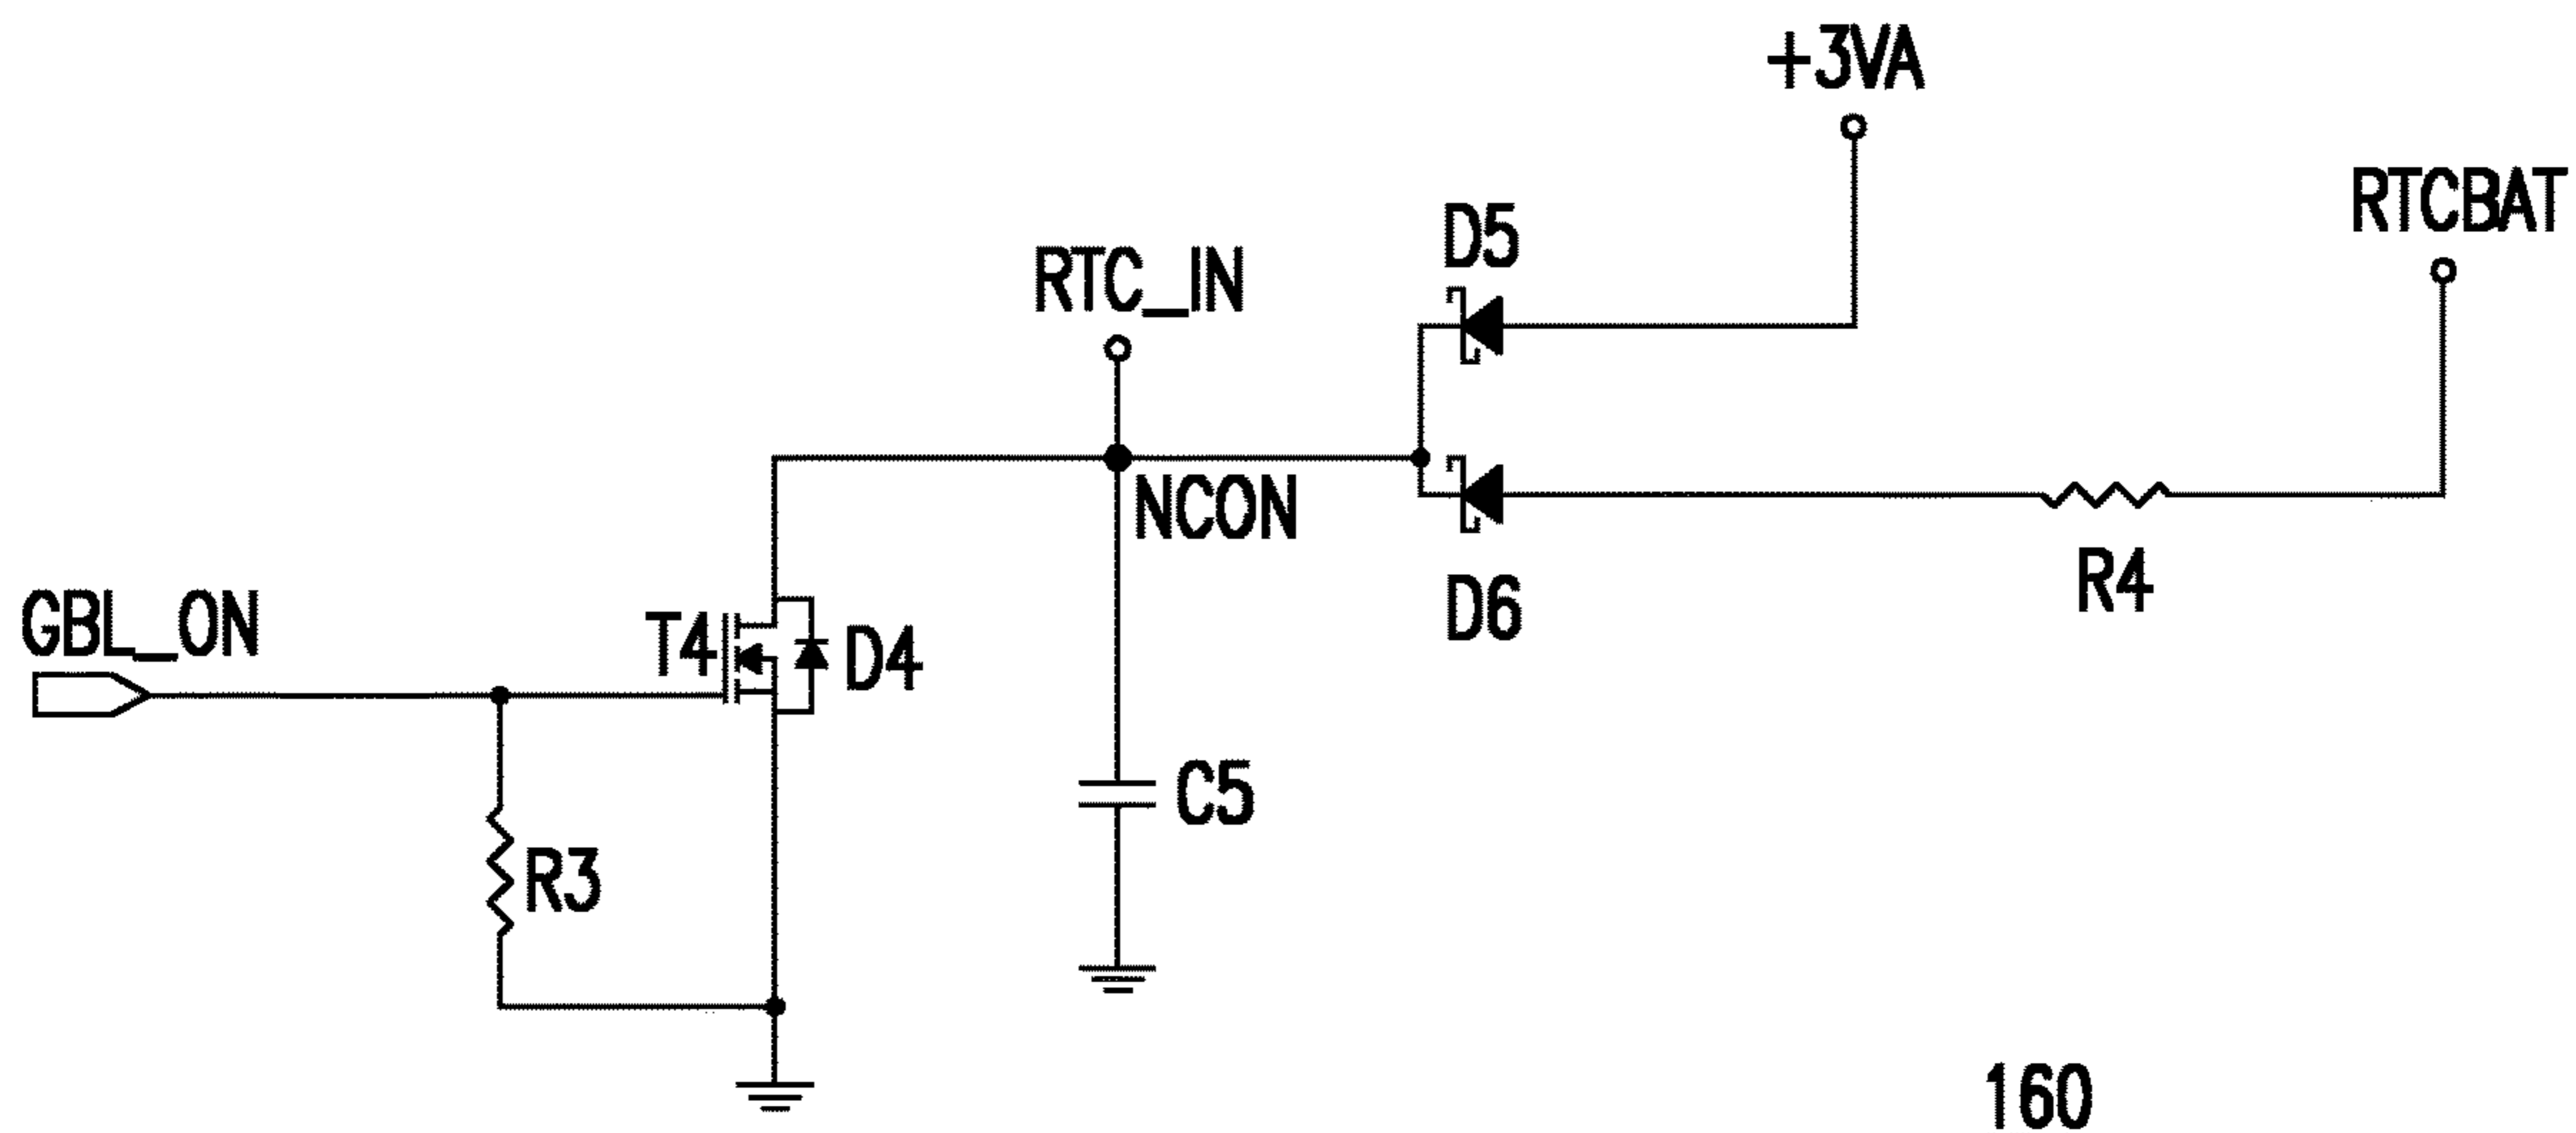 +3VA
RTCBAT
D5
RTC_IN
NCON
D6
R4
GBL_ON
T4
D4
C5
R3
160